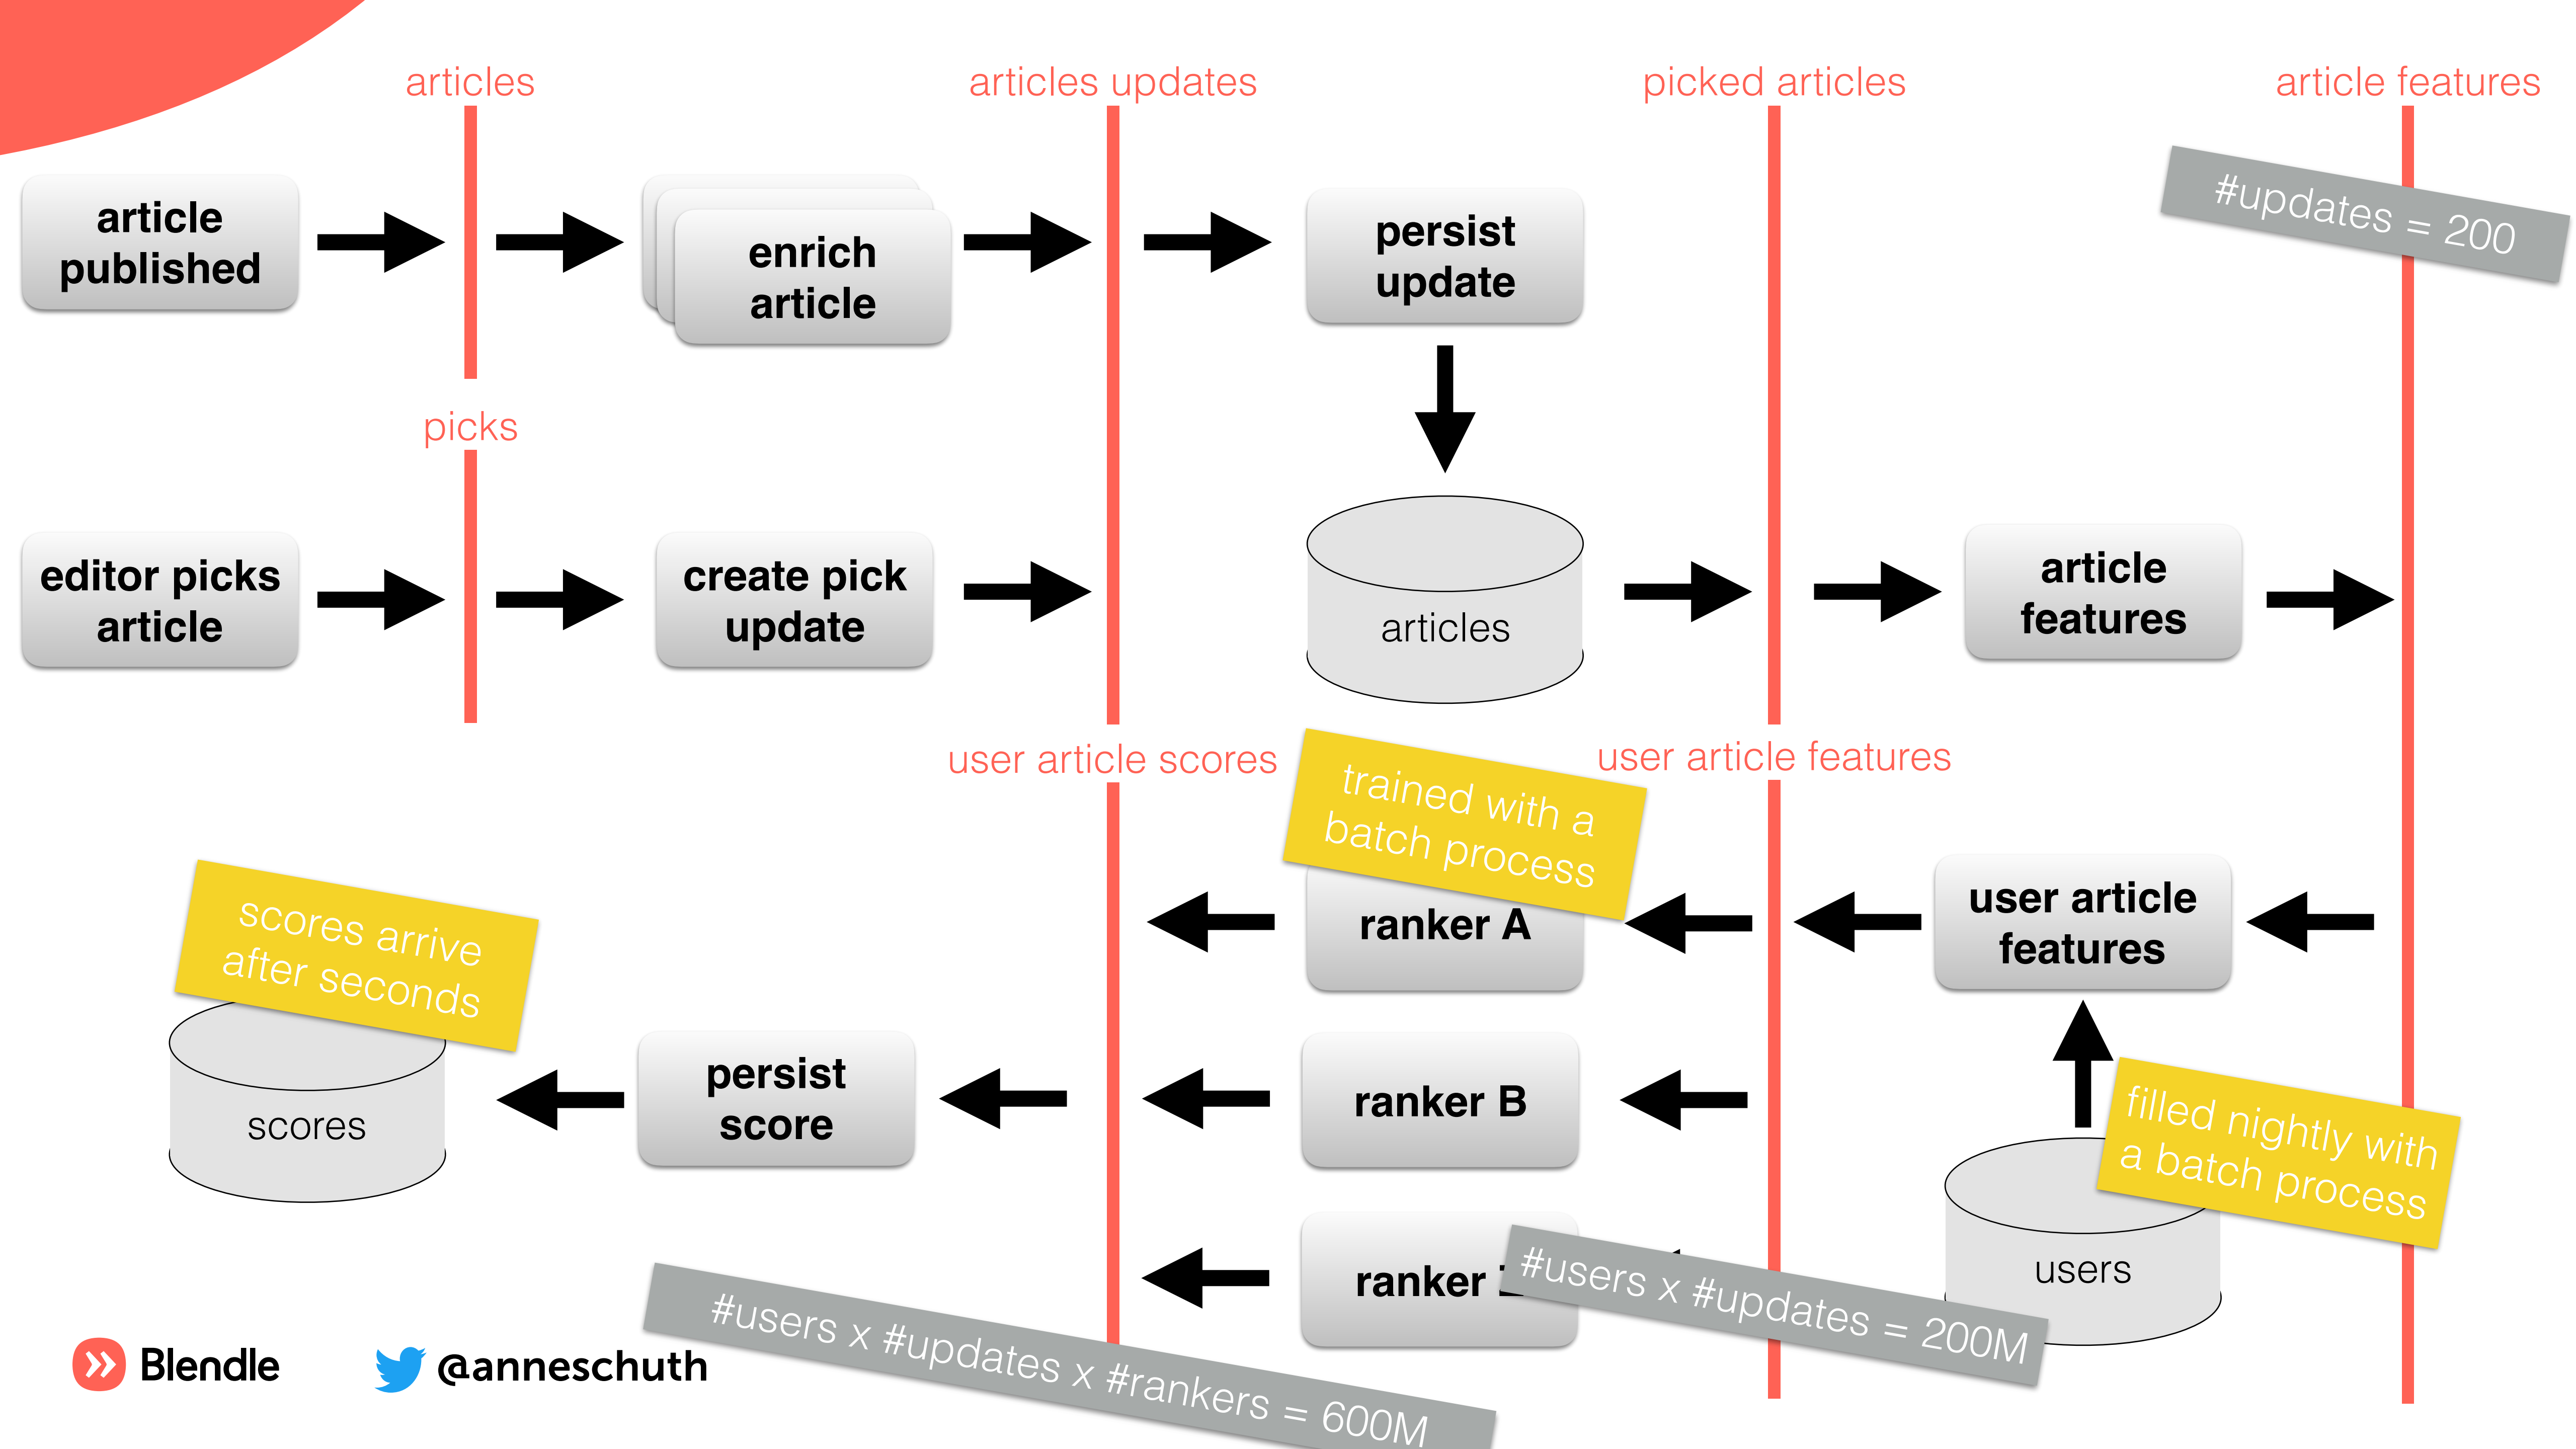 articles
articles updates
picked articles
article features
#updates = 200
article
published
enrich
article
persist
update
picks
editor picks
article
create pick
update
articles
article
features
user article scores
user article features
trained with a
batch process
scores arrive
after seconds
ranker A
user article
features
scores
persist
score
ranker B
filled nightly with
a batch process
users
ranker
#users x #updates = 200M
#users x #updates x #rankers = 600M
Blendle
@anneschuth